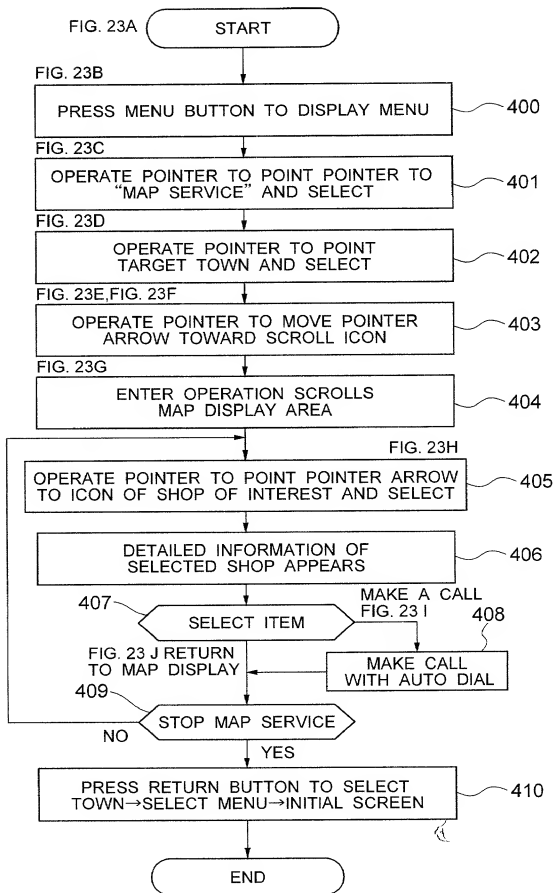 FIG. 23A
START
FIG. 23B
PRESS MENU BUTTON TO DISPLAY MENU
400
FIG. 23C
OPERATE POINTER TO POINT POINTER TO
"MAP SERVICE" AND SELECT
401
FIG. 23D
OPERATE POINTER TO POINT
TARGET TOWN AND SELECT
402
FIG. 23E,FIG. 23F
OPERATE POINTER TO MOVE POINTER
ARROW TOWARD SCROLL ICON
403
FIG. 23G
ENTER OPERATION SCROLLS
MAP DISPLAY AREA
404
FIG. 23H
OPERATE POINTER TO POINT POINTER ARROW
TO ICON OF SHOP OF INTEREST AND SELECT
405
DETAILED INFORMATION OF
SELECTED SHOP APPEARS
406
407
SELECT ITEM
MAKE A CALL
FIG. 23 I
408
MAKE CALL
WITH AUTO DIAL
FIG. 23 J RETURN
TO MAP DISPLAY
409
STOP MAP SERVICE
NO
YES
PRESS RETURN BUTTON TO SELECT
TOWN→SELECT MENU→INITIAL SCREEN
410
END